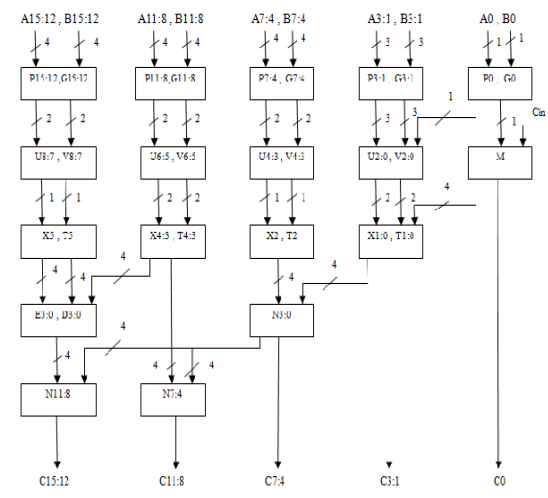 A15:12 , B15:12 A11:8 , B11:8 A7:4 , B7:4 A3:1 , B3:1 A0 , B0
4 4 4 4 4 4 3 3 1 1
P15:12,G15:12 P11:8,G11:8 P7:4 , G7:4 P3:1 , G3:1 P0 , G0
1 Cin
2 2 2 2 2 2 3 3 1
U8:7 , V8:7 U6:5 , V6:5 U4:3 , V4:3 U2:0 , V2:0 M
4
1 1 2 2 1 1 2 2
X5 , T5 X4:3 , T4:3 X2 , T2 X1:0 , T1:0
4 4 4 4 4
E3:0 , D3:0 N3:0
4 4
4 4 4
N11:8 N7:4
C15:12 C11:8 C7:4 C3:1 C0